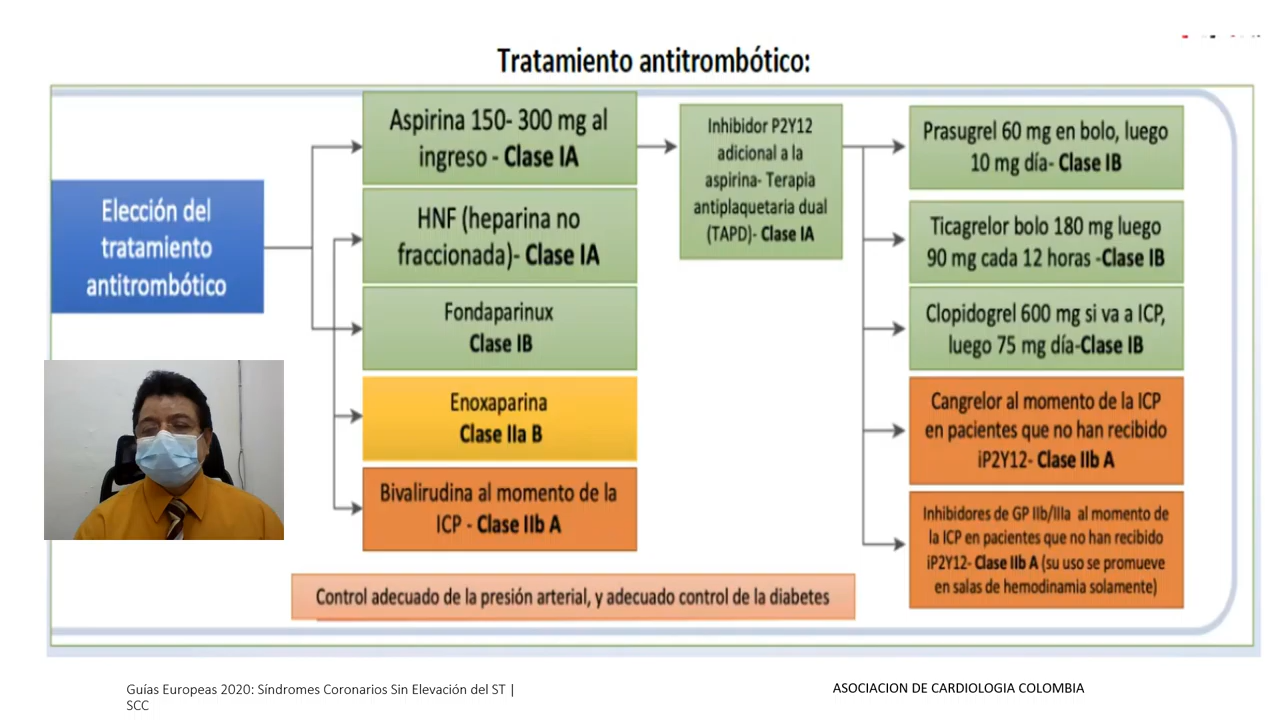 Tratamiento antitrombótico:
Elección del
tratamiento
antitrombótico
Aspirina 150- 300 mg al
ingreso - Clase IA
HNF (heparina no
fraccionada)- Clase IA
Fondaparinux
Clase IB
Enoxaparina
Clase IIa B
Bivalirudina al momento de la
ICP - Clase IIb A
Inhibidor P2Y12
adicional a la
aspirina- Terapia
antiplaquetaria dual
(TAPD)- Clase IA
Prasugrel 60 mg en bolo, luego
10 mg día- Clase IB
Ticagrelor bolo 180 mg luego
90 mg cada 12 horas -Clase IB
Clopidogrel 600 mg si va a ICP,
luego 75 mg día-Clase IB
Cangrelor al momento de la ICP
en pacientes que no han recibido
iP2Y12- Clase IIb A
Inhibidores de GP IIb/IIIa al momento de
la ICP en pacientes que no han recibido
iP2Y12- Clase IIb A (su uso se promueve
en salas de hemodinamia solamente)
Control adecuado de la presión arterial, y adecuado control de la diabetes
Guías Europeas 2020: Síndromes Coronarios Sin Elevación del ST |
SCC
ASOCIACION DE CARDIOLOGIA COLOMBIA